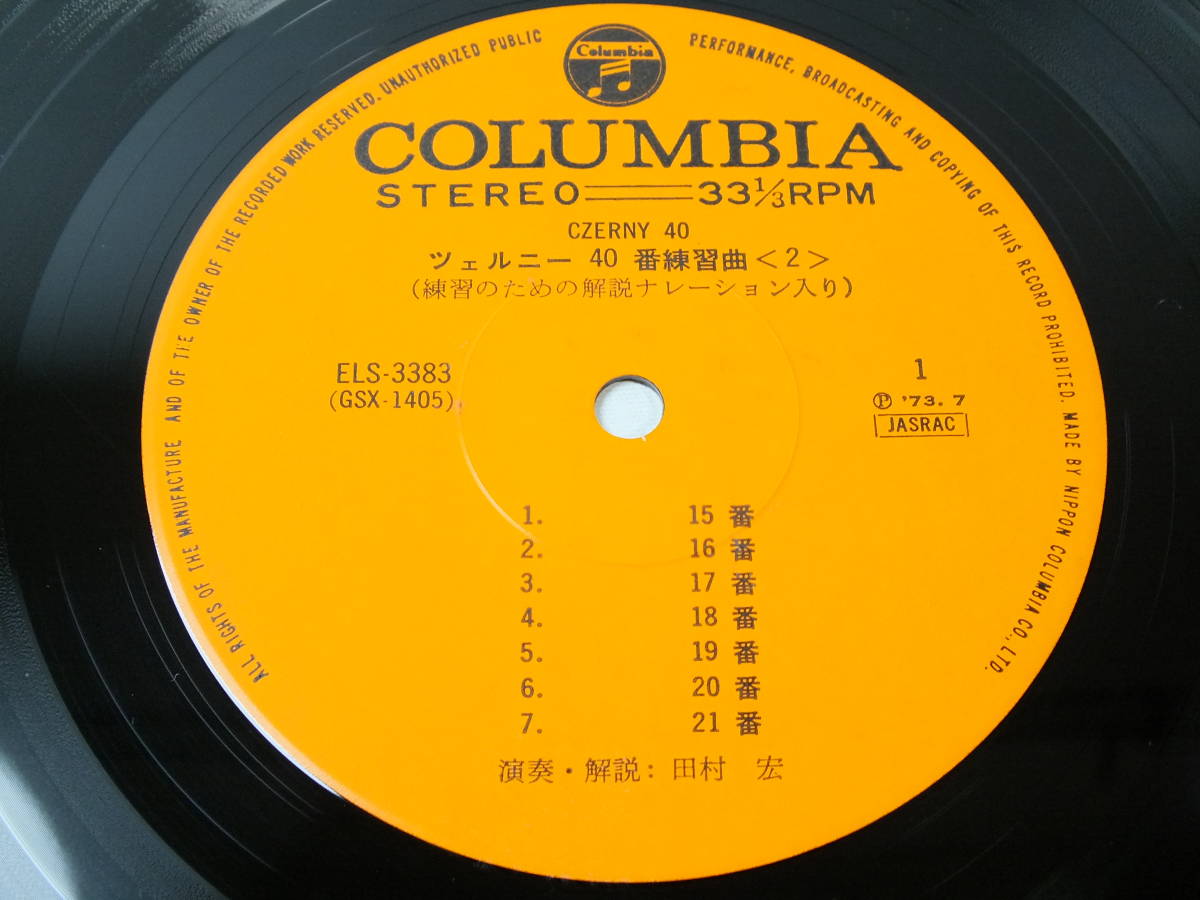 ALL RIGHTS OF THE MANUFACTURE AND OF THE OWNER OF THE RECORDED WORK RESERVED. UNAUTHORIZED PUBLIC PERFORMANCE, BROADCASTING AND COPYING OF THIS RECORD PROHIBITED. MADE BY NIPPON COLUMBIA CO., LTD.
Columbia
COLUMBIA
STEREO 33 1/3 RPM
CZERNY 40
ツェルニー 40 番練習曲<2>
(練習のための解説ナレーション入り)
ELS-3383
(GSX-1405)
1
Ⓟ '73. 7
JASRAC
1. 15 番
2. 16 番
3. 17 番
4. 18 番
5. 19 番
6. 20 番
7. 21 番
演奏・解説: 田村 宏